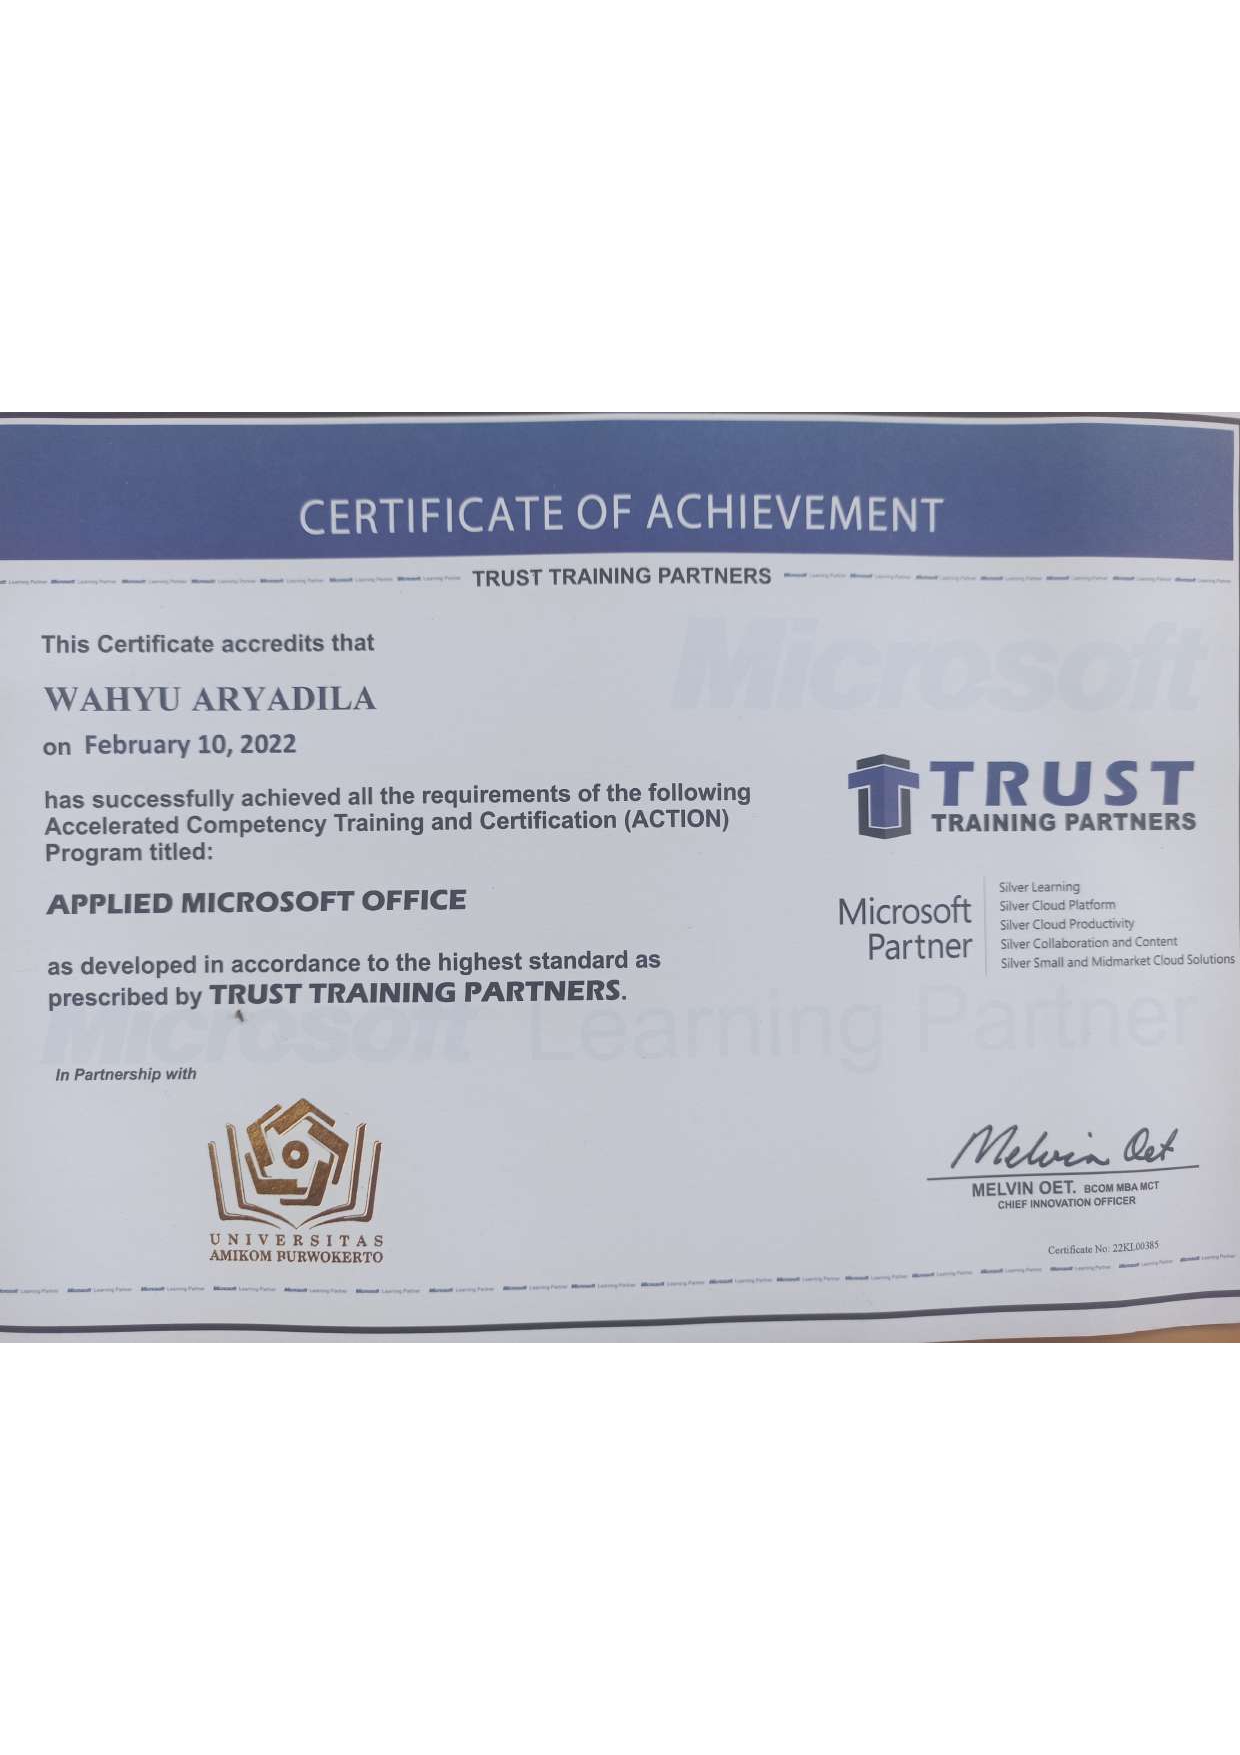 CERTIFICATE OF ACHIEVEMENT
TRUST TRAINING PARTNERS
This Certificate accredits that
WAHYU ARYADILA
on February 10, 2022
has successfully achieved all the requirements of the following
Accelerated Competency Training and Certification (ACTION)
Program titled:
APPLIED MICROSOFT OFFICE
as developed in accordance to the highest standard as
prescribed by TRUST TRAINING PARTNERS.
Microsoft
TRUST
TRAINING PARTNERS
Microsoft
Partner
Silver Learning
Silver Cloud Platform
Silver Cloud Productivity
Silver Collaboration and Content
Silver Small and Midmarket Cloud Solutions
Microsoft Learning Partner
In Partnership with
UNIVERSITAS
AMIKOM PURWOKERTO
Melvin Oet
MELVIN OET. BCOM MBA MCT
CHIEF INNOVATION OFFICER
Certificate No: 22KL00385